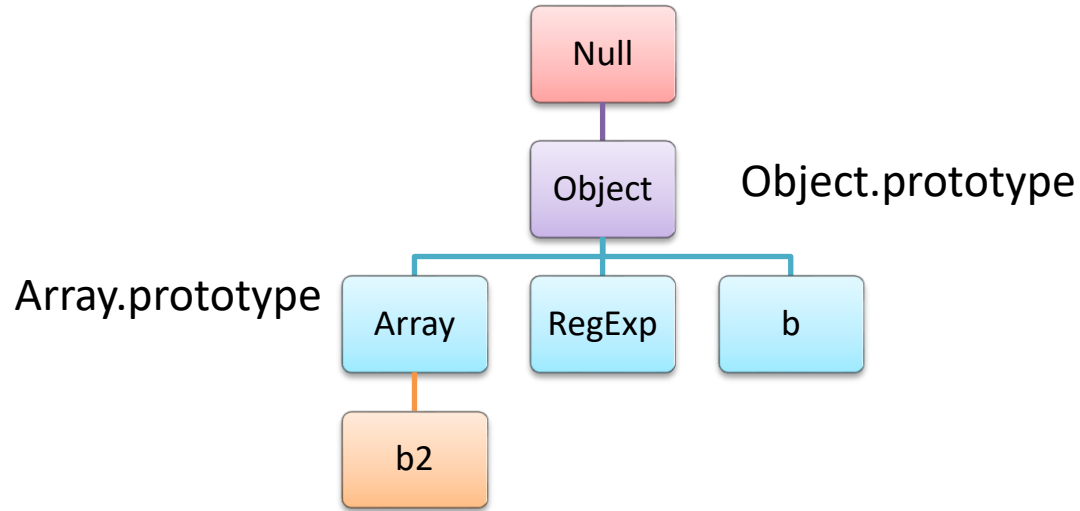 Null
Object
Object.prototype
Array.prototype
Array
RegExp
b
b2